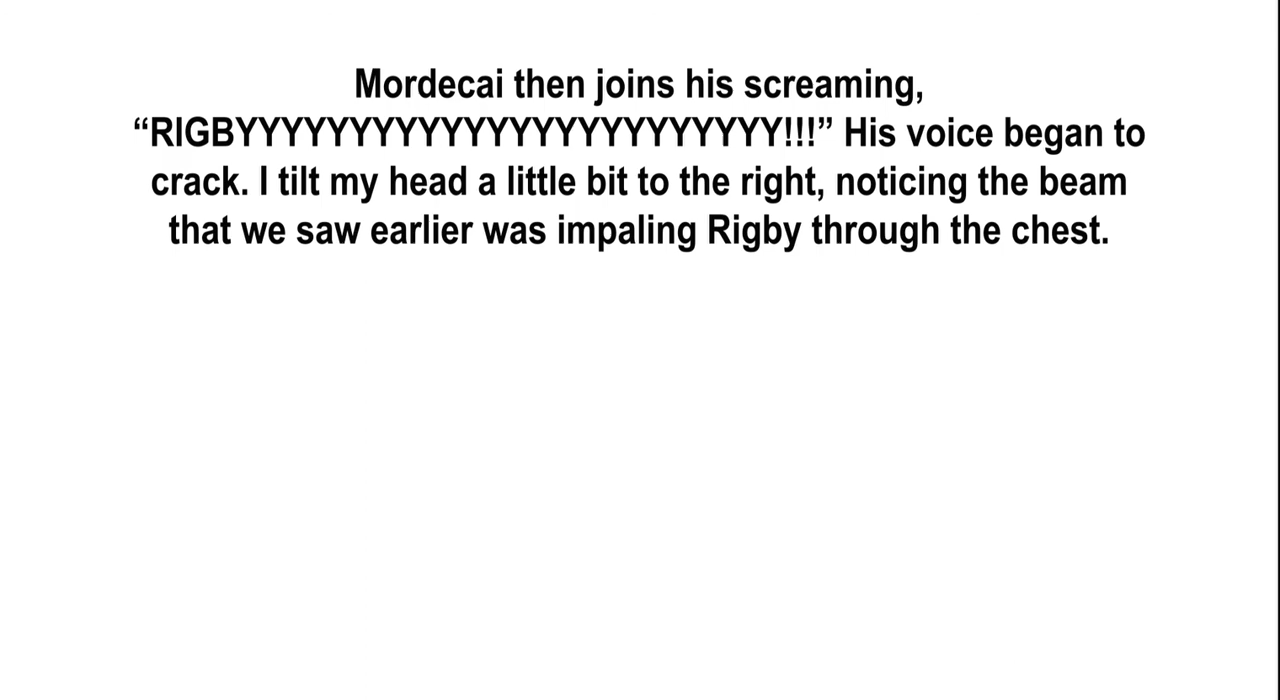 Mordecai then joins his screaming,
“RIGBYYYYYYYYYYYYYYYYYYYYYYYY!!!” His voice began to
crack. I tilt my head a little bit to the right, noticing the beam
that we saw earlier was impaling Rigby through the chest.